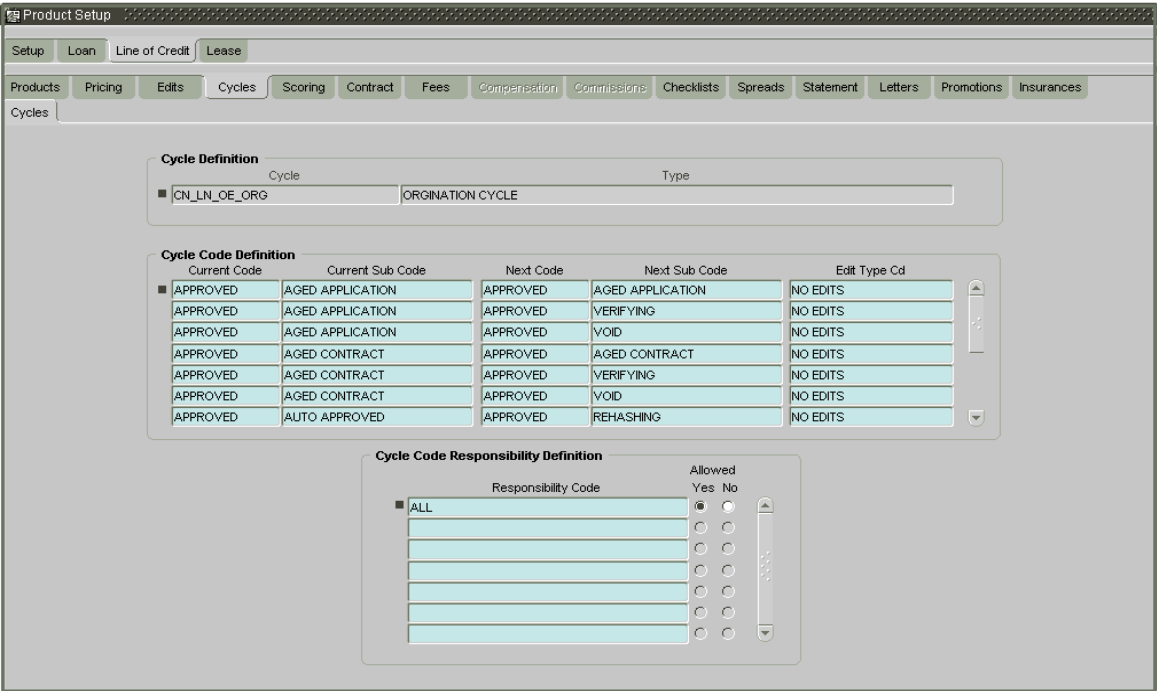 Product Setup
Setup Loan Line of Credit Lease
Products Pricing Edits Cycles Scoring Contract Fees Compensation Commissions Checklists Spreads Statement Letters Promotions Insurances
Cycles
Cycle Definition
Cycle Type
CN_LN_OE_ORG ORGINATION CYCLE
Cycle Code Definition
Current Code Current Sub Code Next Code Next Sub Code Edit Type Cd
APPROVED AGED APPLICATION APPROVED AGED APPLICATION NO EDITS
APPROVED AGED APPLICATION APPROVED VERIFYING NO EDITS
APPROVED AGED APPLICATION APPROVED VOID NO EDITS
APPROVED AGED CONTRACT APPROVED AGED CONTRACT NO EDITS
APPROVED AGED CONTRACT APPROVED VERIFYING NO EDITS
APPROVED AGED CONTRACT APPROVED VOID NO EDITS
APPROVED AUTO APPROVED APPROVED REHASHING NO EDITS
Cycle Code Responsibility Definition
Allowed
Responsibility Code Yes No
ALL